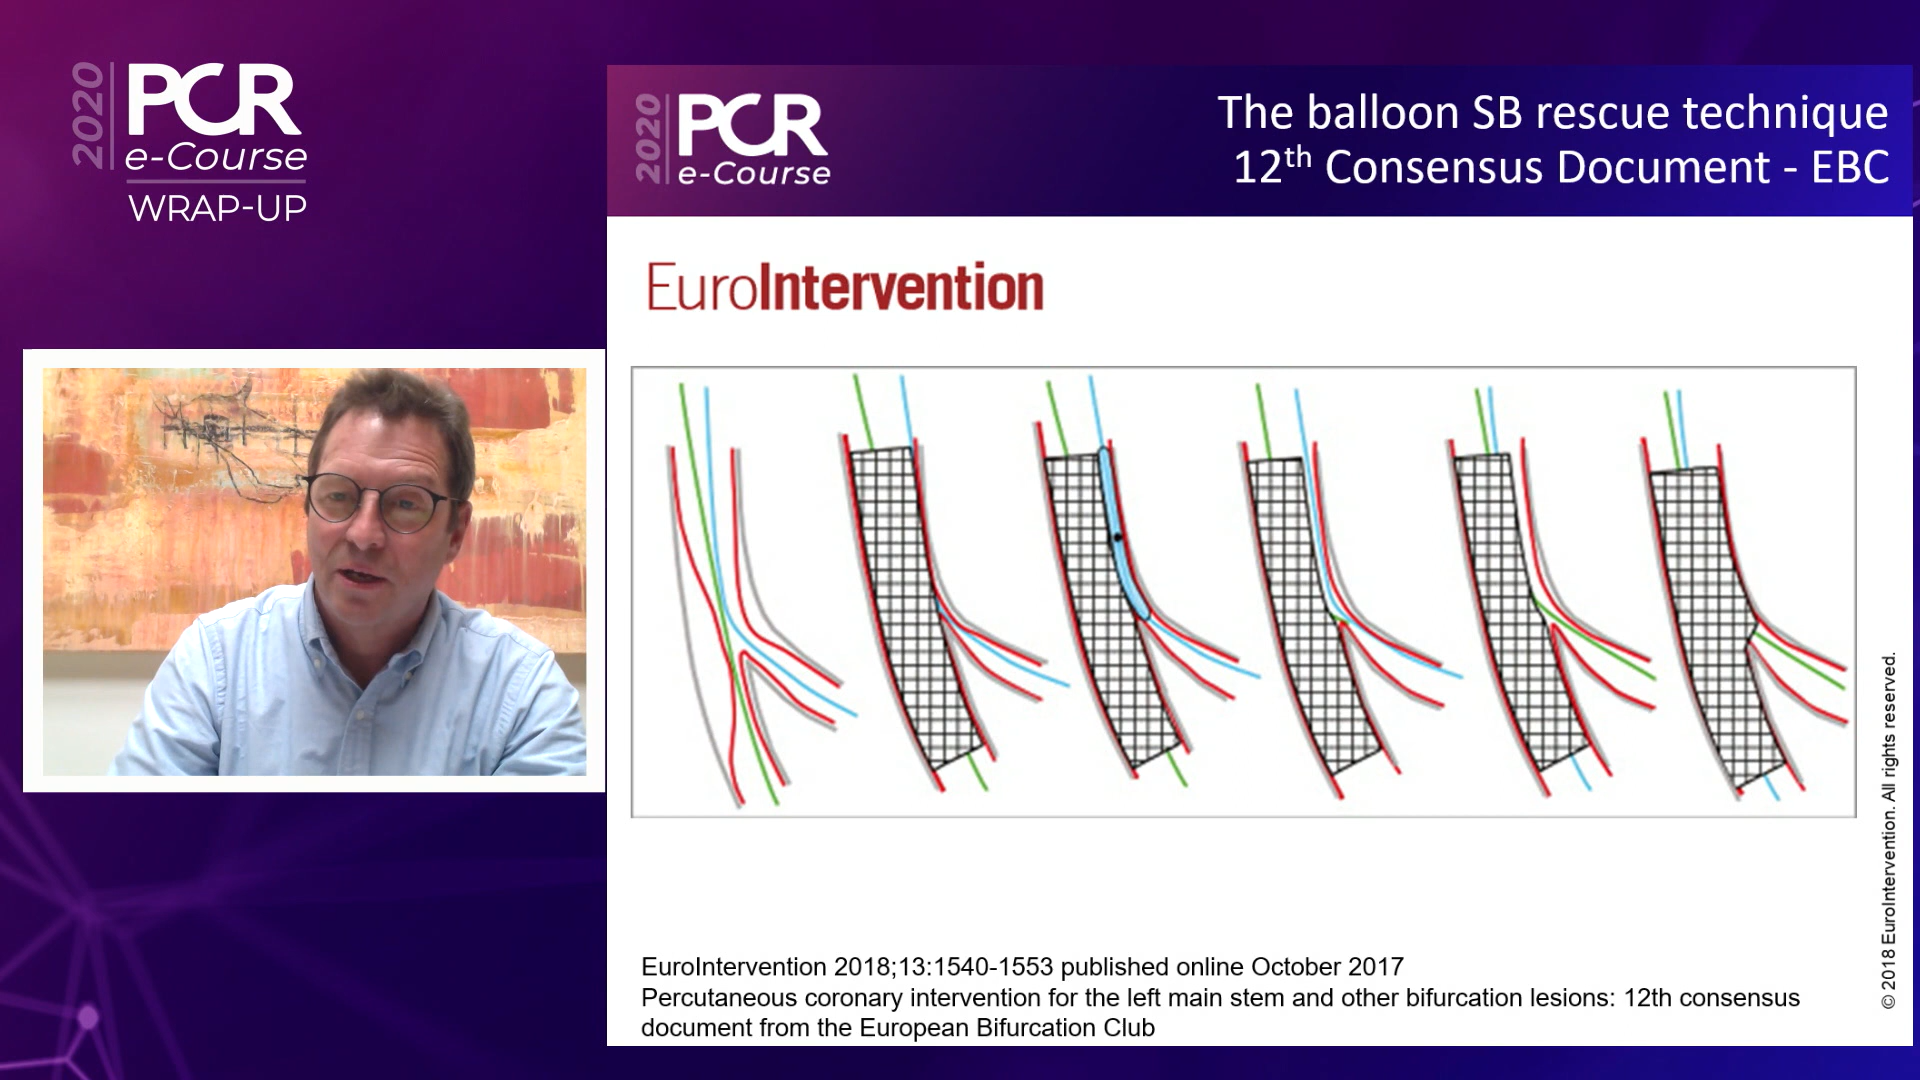 2020
PCR
e-Course
WRAP-UP
2020
PCR
e-Course
The balloon SB rescue technique
12th Consensus Document - EBC
EuroIntervention
© 2018 EuroIntervention. All rights reserved.
EuroIntervention 2018;13:1540-1553 published online October 2017
Percutaneous coronary intervention for the left main stem and other bifurcation lesions: 12th consensus
document from the European Bifurcation Club